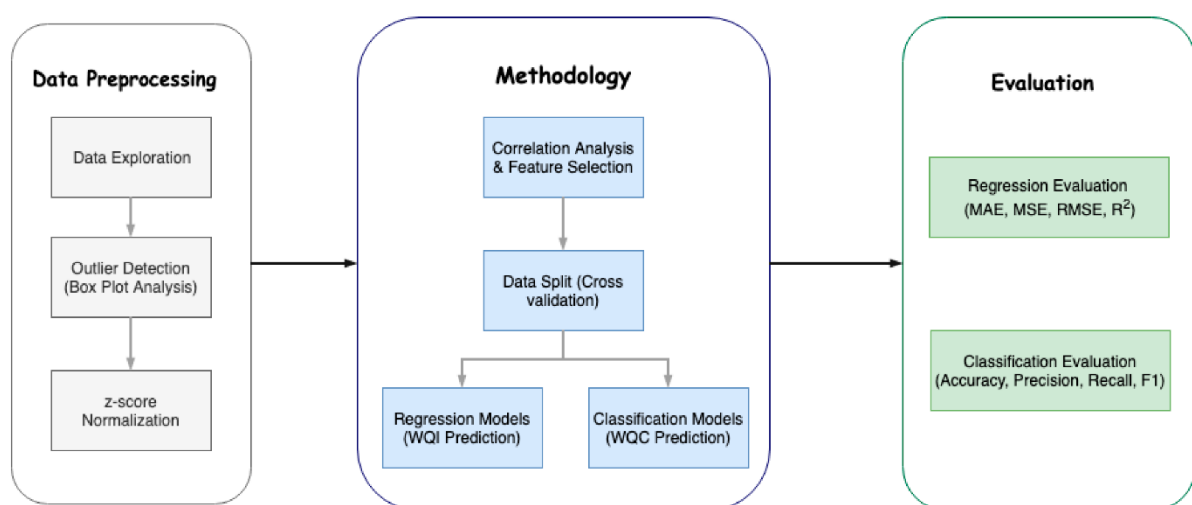 Data Preprocessing
Data Exploration
Outlier Detection
(Box Plot Analysis)
z-score
Normalization
Methodology
Correlation Analysis
& Feature Selection
Data Split (Cross
validation)
Regression Models
(WQI Prediction)
Classification Models
(WQC Prediction)
Evaluation
Regression Evaluation
(MAE, MSE, RMSE, R²)
Classification Evaluation
(Accuracy, Precision, Recall, F1)